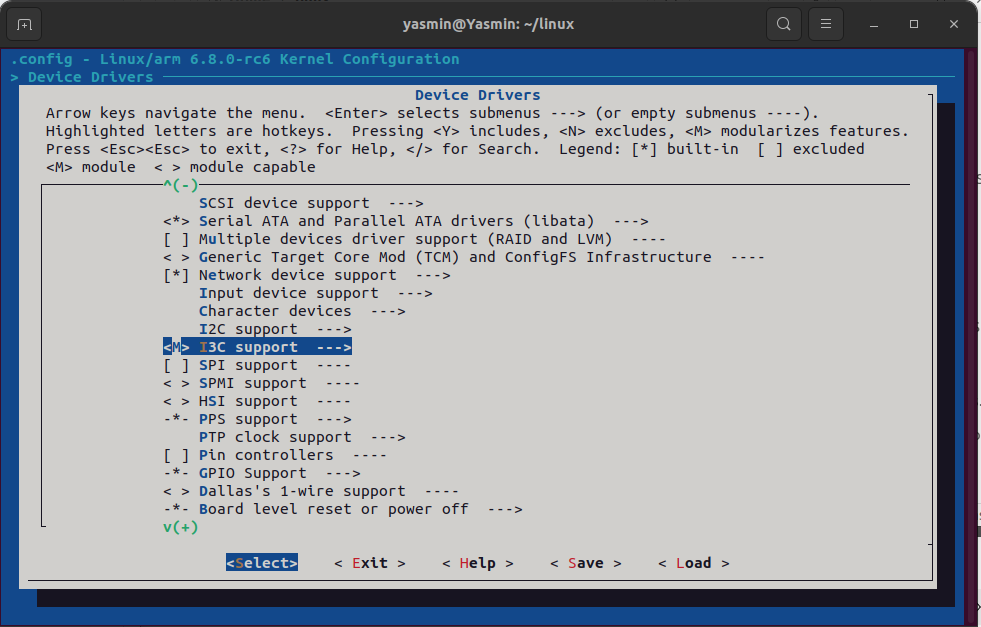 yasmin@Yasmin: ~/linux
.config - Linux/arm 6.8.0-rc6 Kernel Configuration
> Device Drivers
Device Drivers
Arrow keys navigate the menu.  <Enter> selects submenus ---> (or empty submenus ----).
Highlighted letters are hotkeys.  Pressing <Y> includes, <N> excludes, <M> modularizes features.
Press <Esc><Esc> to exit, <?> for Help, </> for Search.  Legend: [*] built-in  [ ] excluded
<M> module  < > module capable
^(-)
SCSI device support  --->
<*> Serial ATA and Parallel ATA drivers (libata)  --->
[ ] Multiple devices driver support (RAID and LVM)  ----
< > Generic Target Core Mod (TCM) and ConfigFS Infrastructure  ----
[*] Network device support  --->
Input device support  --->
Character devices  --->
I2C support  --->
<M> I3C support  --->
[ ] SPI support  ----
< > SPMI support  ----
< > HSI support  ----
-*- PPS support  --->
PTP clock support  --->
[ ] Pin controllers  ----
-*- GPIO Support  --->
< > Dallas's 1-wire support  ----
-*- Board level reset or power off  --->
v(+)
<Select>    < Exit >    < Help >    < Save >    < Load >